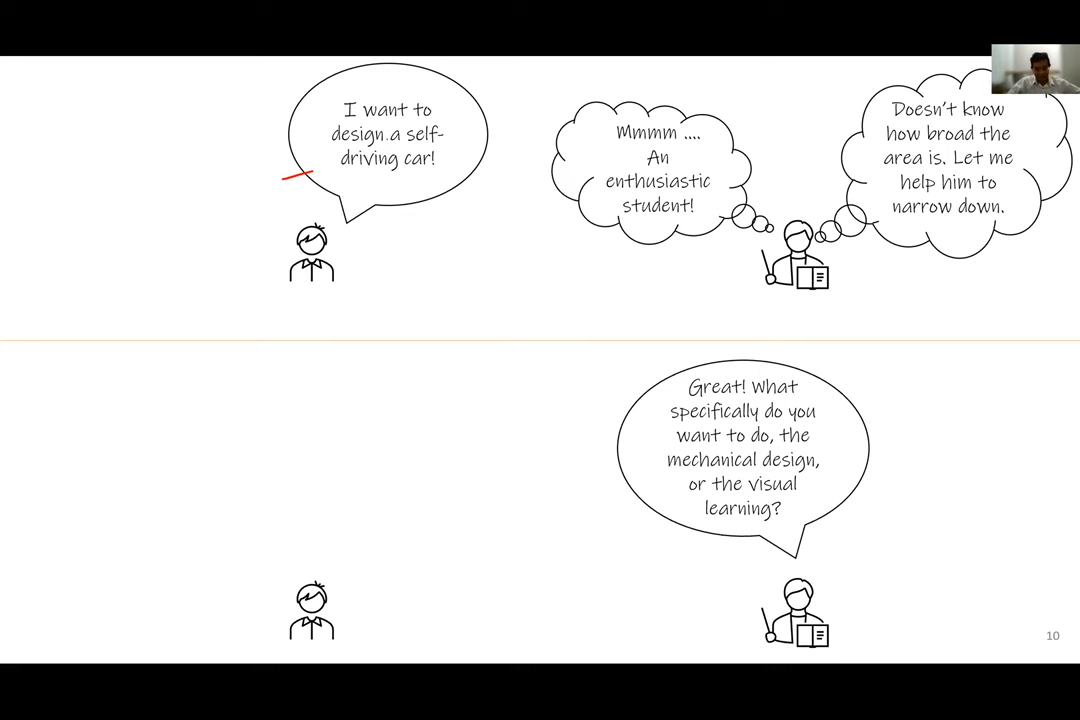 I want to
design.a self-
driving car!
Mmmm ....
An
enthusiastic
student!
Doesn't know
how broad the
area is. Let me
help him to
narrow down.
Great! What
specifically do you
want to do, the
mechanical design,
or the visual
learning?
10